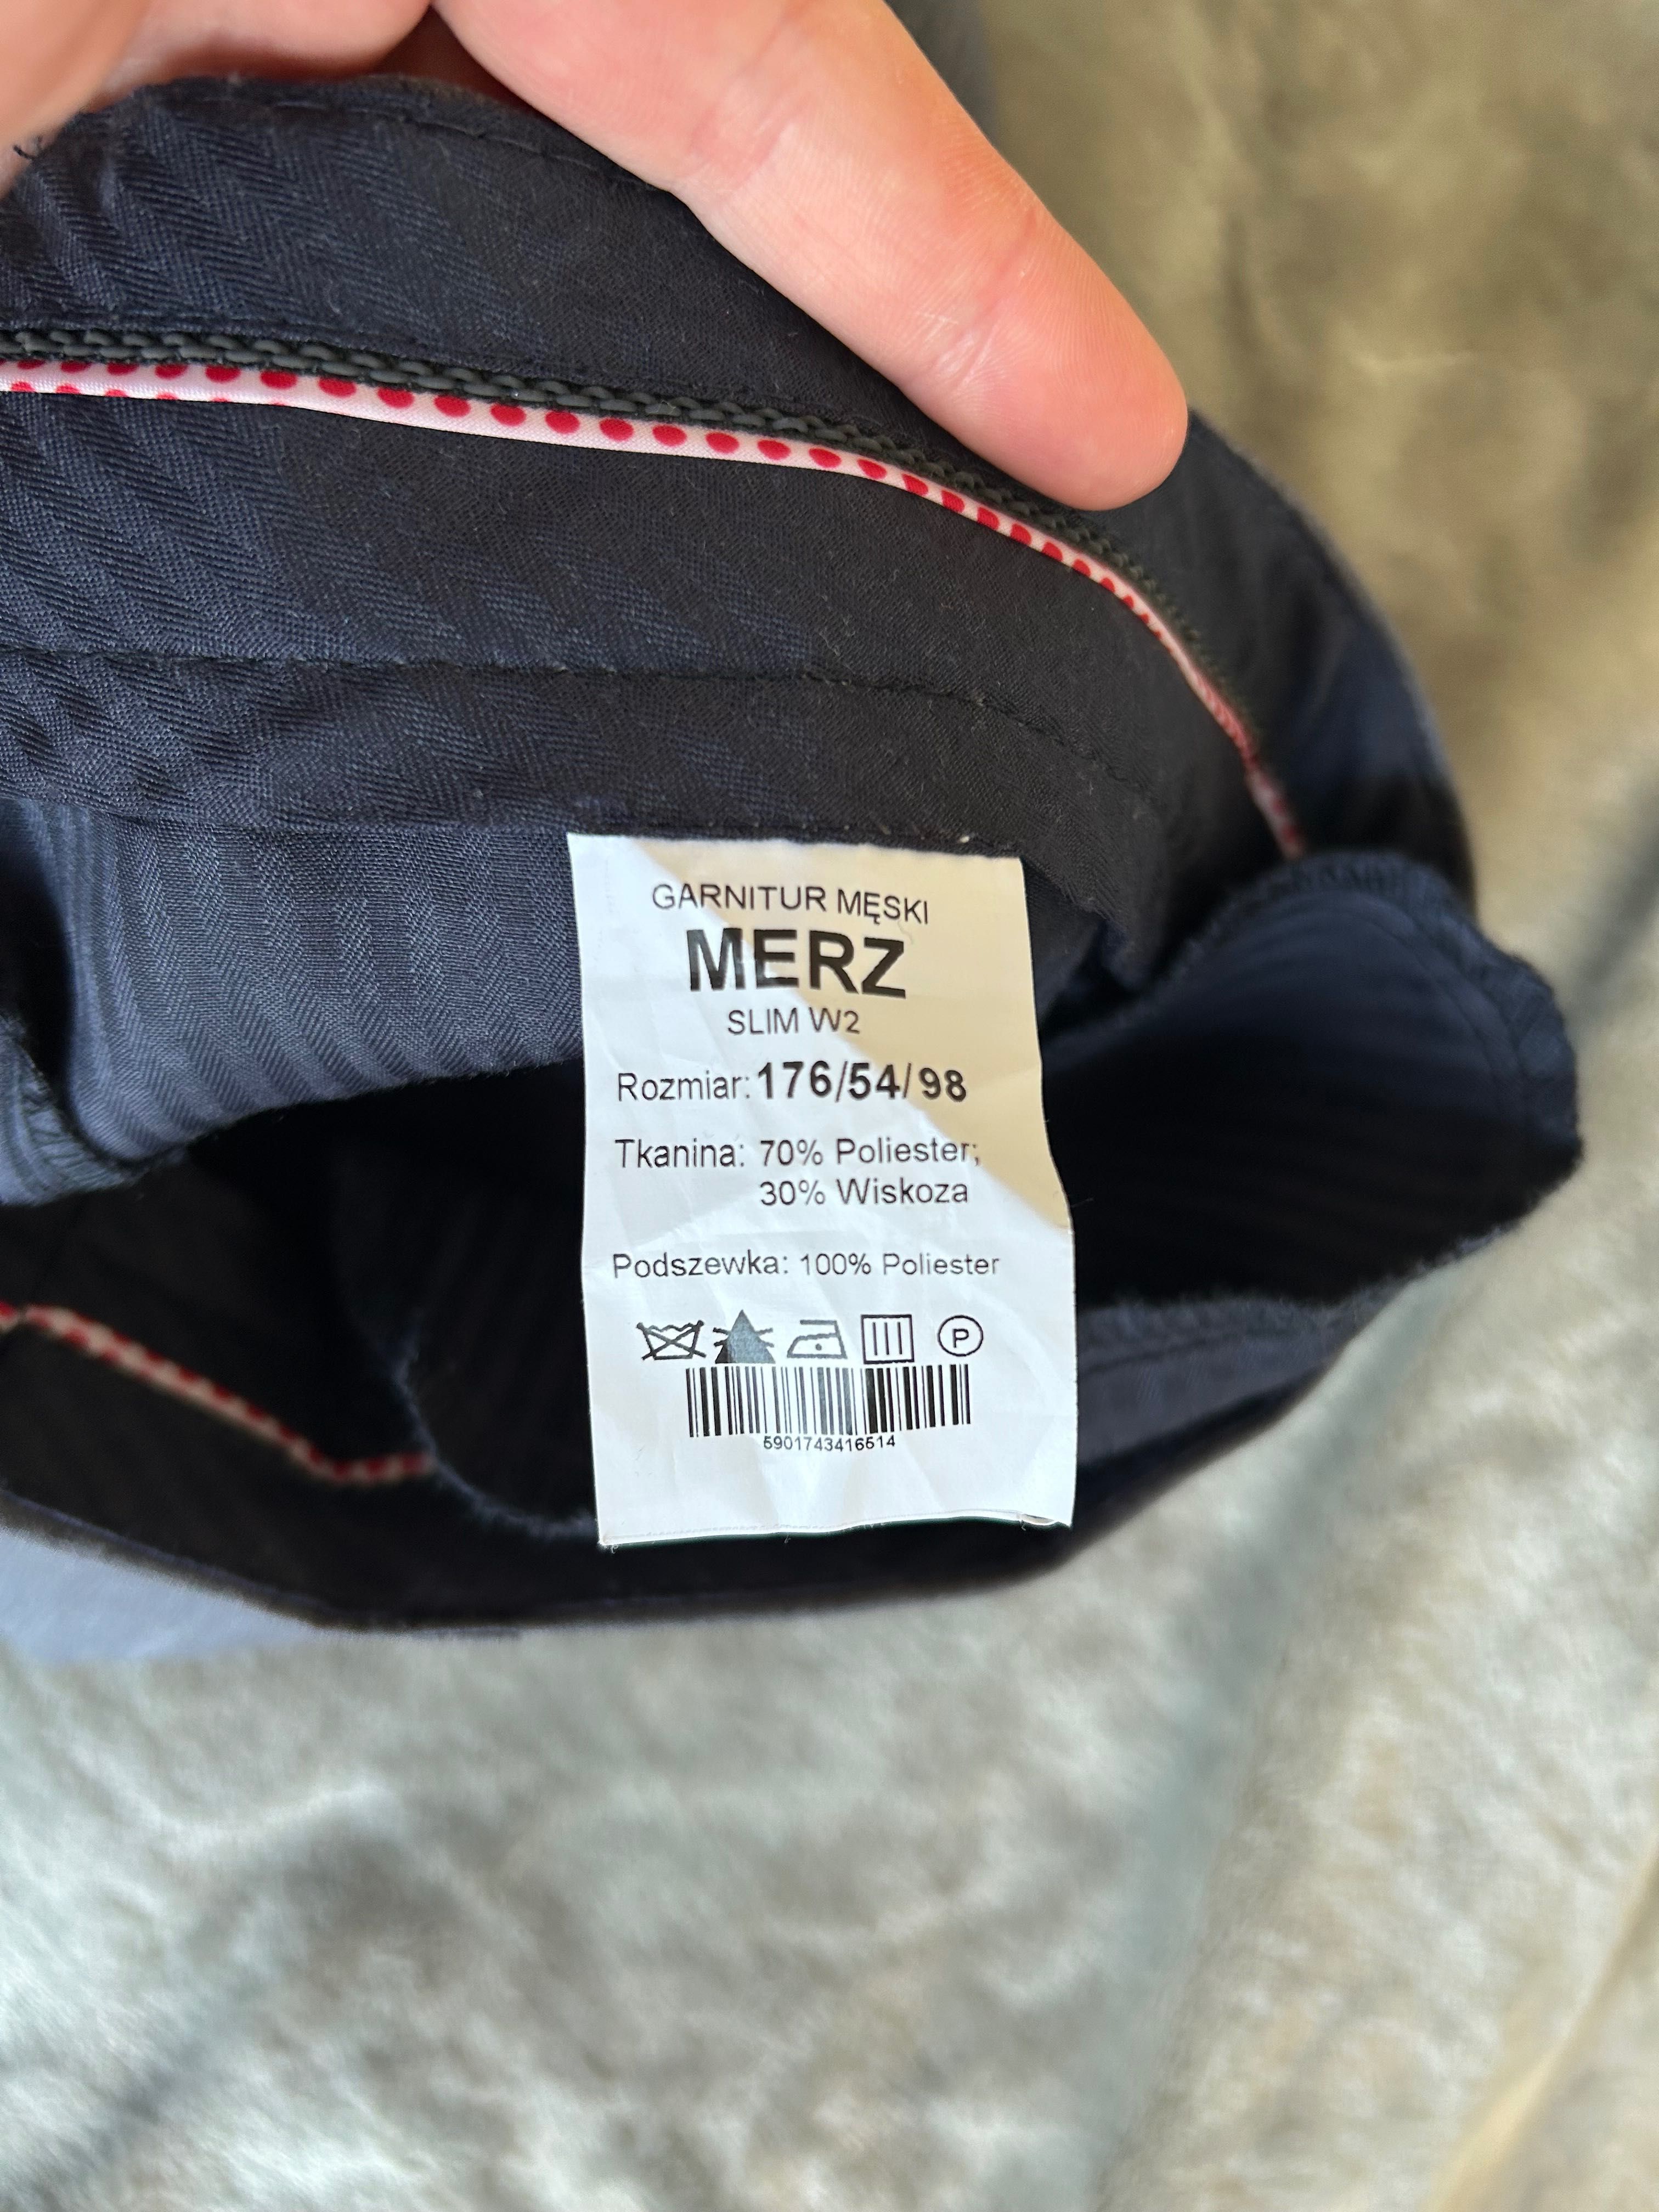 GARNITUR MĘSKI
MERZ
SLIM W2
Rozmiar: 176/54/98
Tkanina: 70% Poliester;
30% Wiskoza
Podszewka: 100% Poliester
P
5901743416514